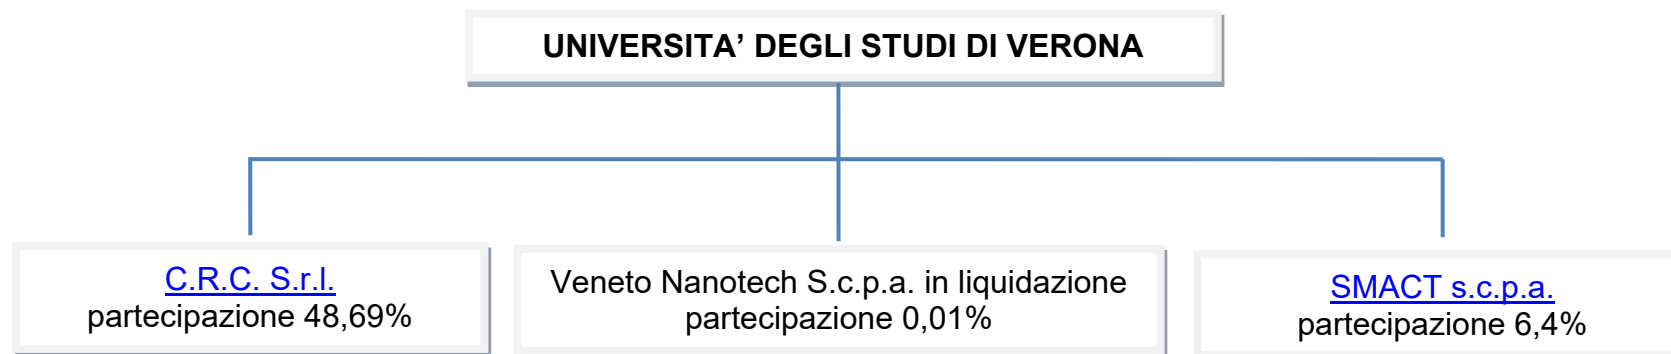 UNIVERSITA’ DEGLI STUDI DI VERONA
C.R.C. S.r.l.
partecipazione 48,69%
Veneto Nanotech S.c.p.a. in liquidazione
partecipazione 0,01%
SMACT s.c.p.a.
partecipazione 6,4%